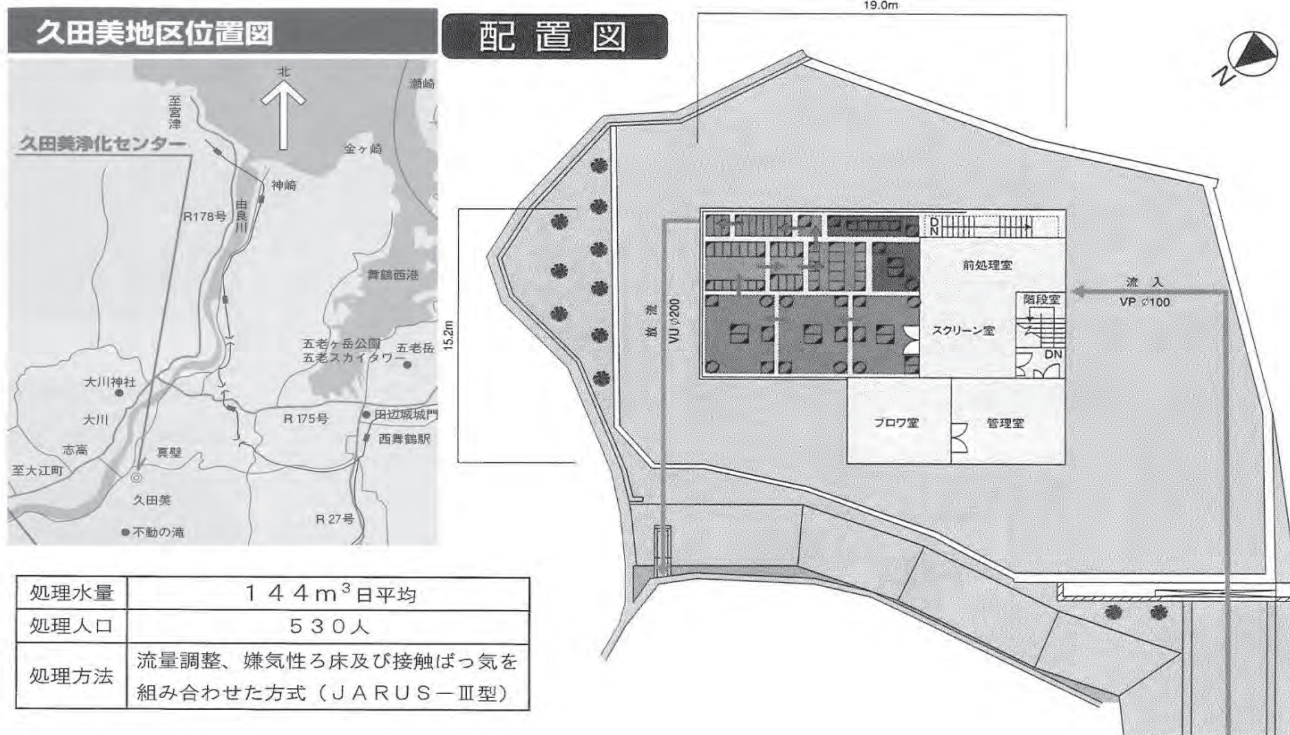 久田美地区位置図
北
至宮津
瀬崎
久田美浄化センター
金ヶ崎
神崎
R178号
由良川
舞鶴西港
五老ヶ岳公園
五老スカイタワー
五老岳
大川神社
大川
R 175号
田辺城城門
西舞鶴駅
志高
真壁
至大江町
久田美
R 27号
不動の滝
配置図
19.0m
N
15.2m
放流
VU ∅200
DN
前処理室
流入
VP ∅100
階段室
スクリーン室
DN
ブロワ室
管理室
処理水量 144m³日平均
処理人口 530人
処理方法 流量調整、嫌気性ろ床及び接触ばっ気を
組み合わせた方式(JARUS-Ⅲ型)